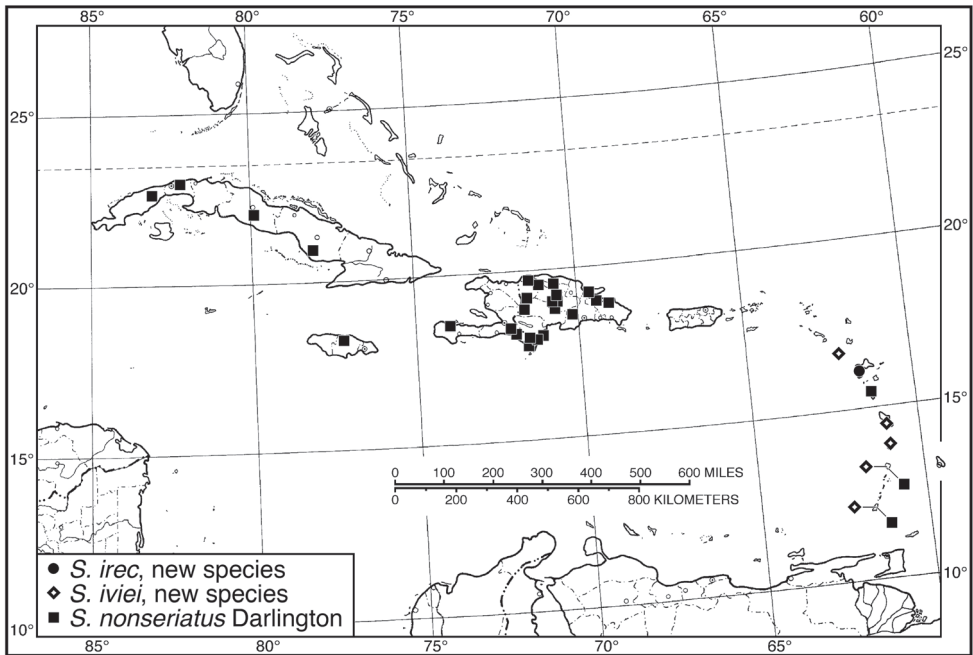 85° 80° 75° 70° 65° 60°
25°
25°
20°
20°
15°
15°
0 100 200 300 400 500 600 MILES
0 200 400 600 800 KILOMETERS
10°
S. irec, new species
S. iviei, new species
S. nonseriatus Darlington
10°
85° 80° 75° 70° 65°